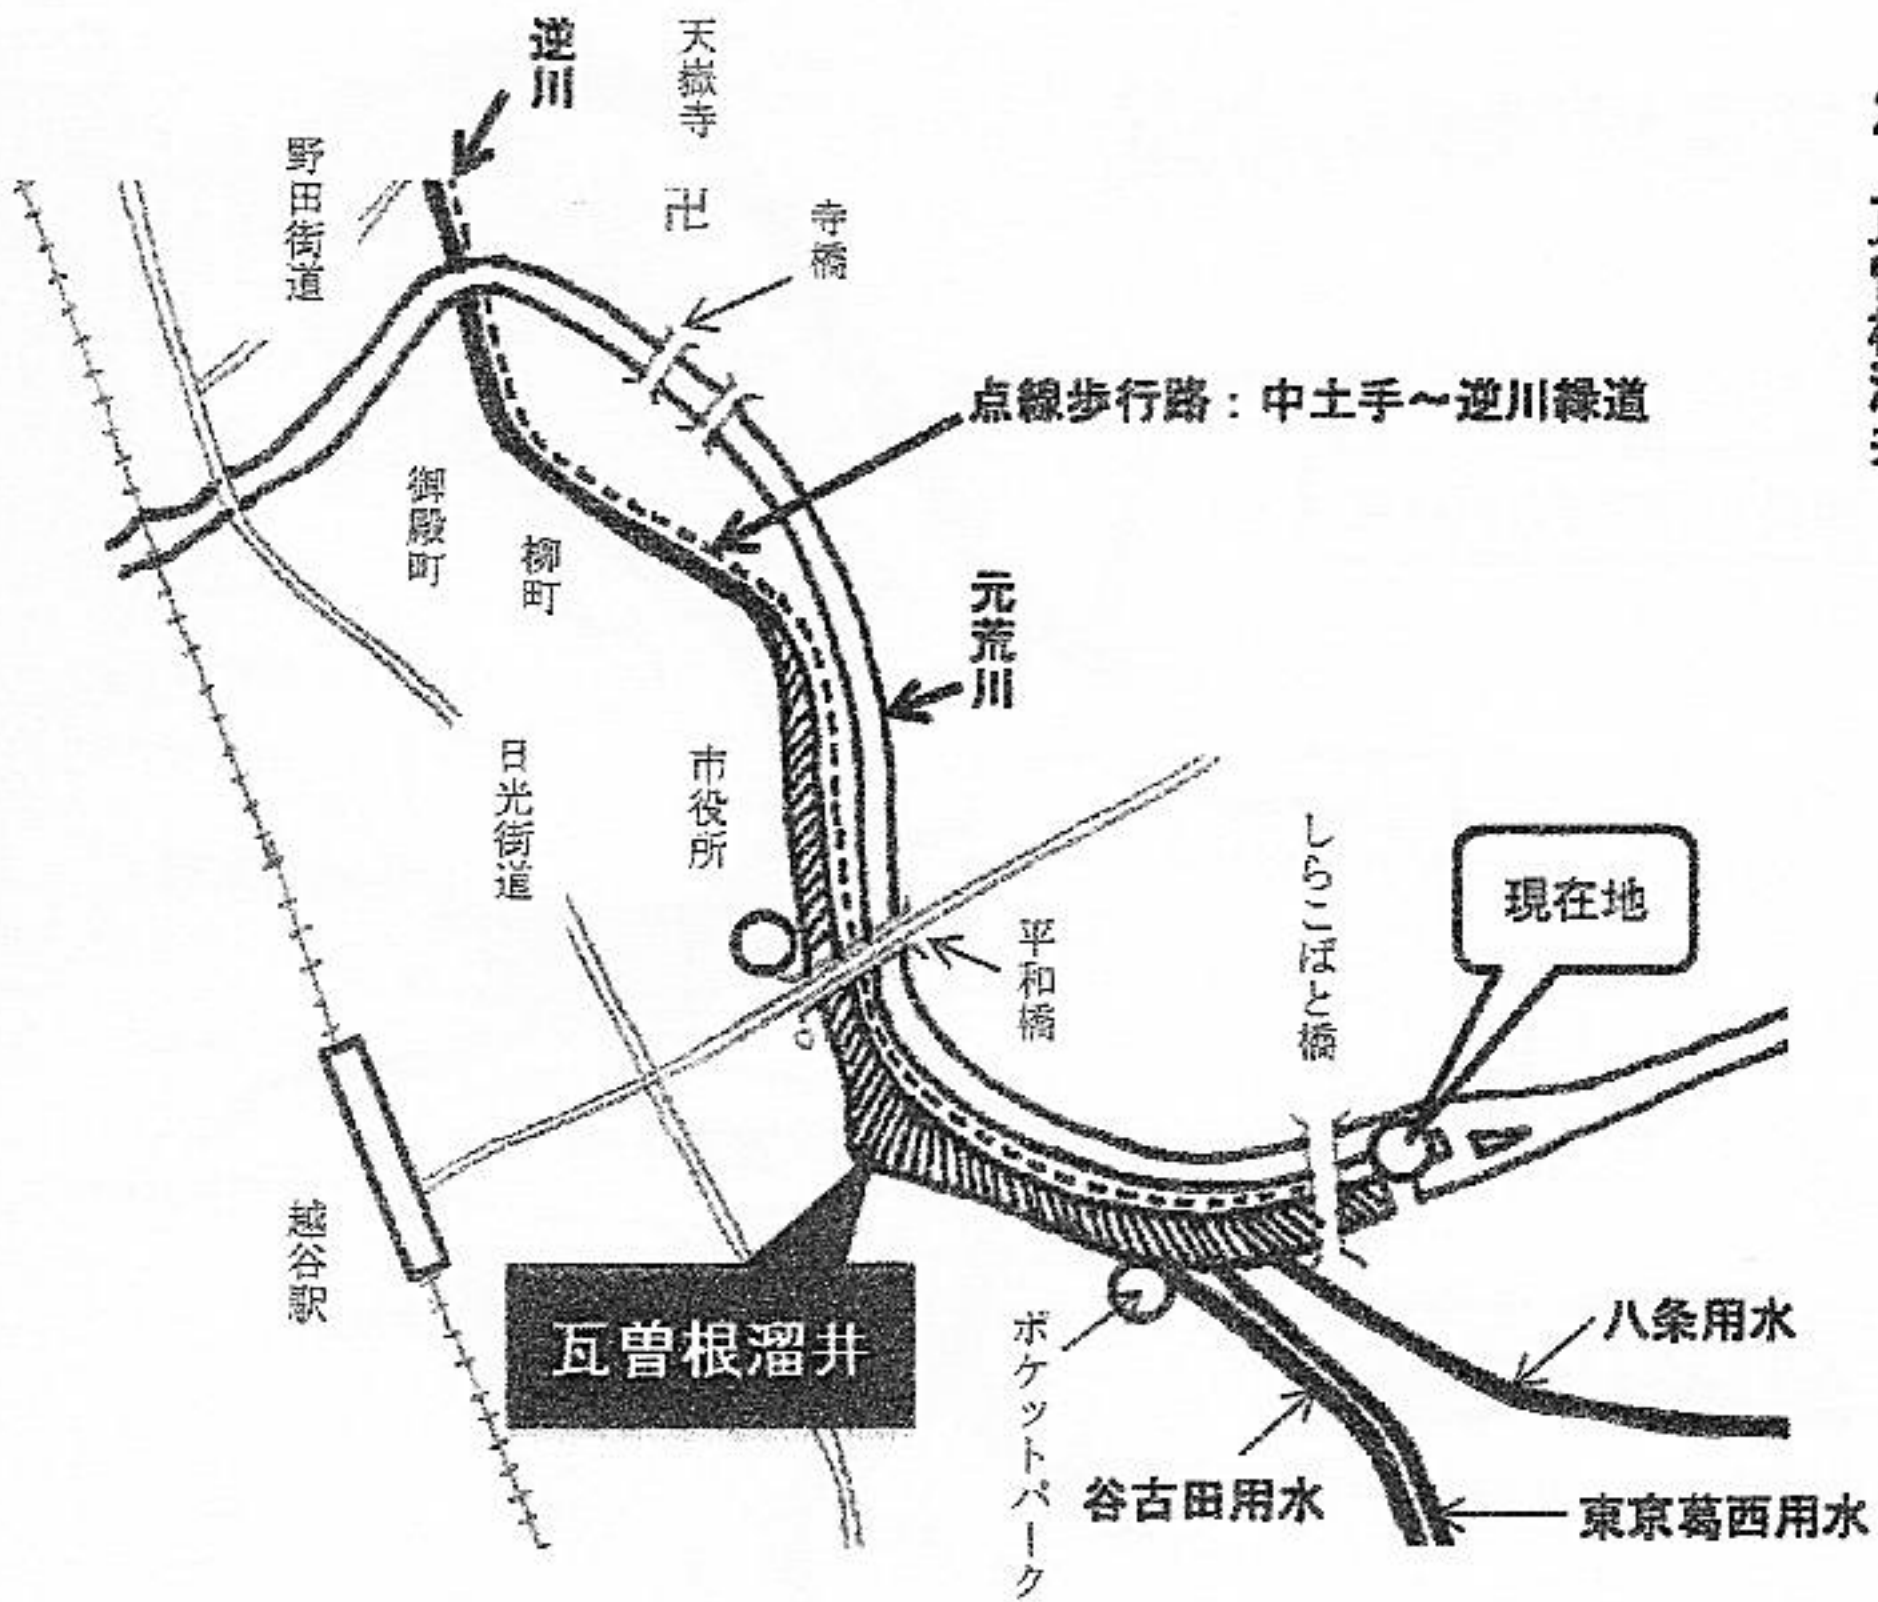 逆川
天嶽寺
卍
寺橋
野田街道
点線歩行路：中土手～逆川緑道
御殿町
柳町
元荒川
日光街道
市役所
平和橋
しらこばと橋
現在地
越谷駅
瓦曽根溜井
ポケットパーク
八条用水
谷古田用水
東京葛西用水